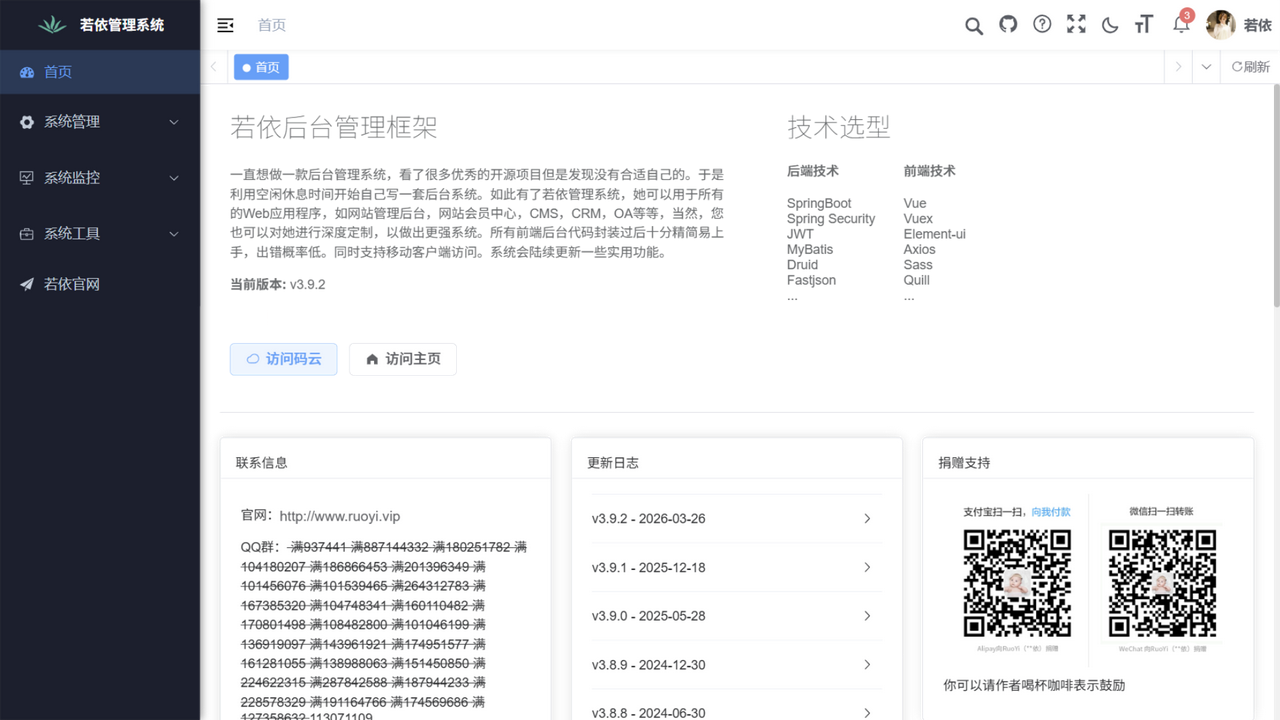 若依管理系统
首页
系统管理
系统监控
系统工具
若依官网
首页
3
若依
首页
刷新
若依后台管理框架
一直想做一款后台管理系统，看了很多优秀的开源项目但是发现没有合适自己的。于是
利用空闲休息时间开始自己写一套后台系统。如此有了若依管理系统，她可以用于所有
的Web应用程序，如网站管理后台，网站会员中心，CMS，CRM，OA等等，当然，您
也可以对她进行深度定制，以做出更强系统。所有前端后台代码封装过后十分精简易上
手，出错概率低。同时支持移动客户端访问。系统会陆续更新一些实用功能。
当前版本: v3.9.2
访问码云
访问主页
技术选型
后端技术
SpringBoot
Spring Security
JWT
MyBatis
Druid
Fastjson
...
前端技术
Vue
Vuex
Element-ui
Axios
Sass
Quill
...
联系信息
官网：http://www.ruoyi.vip
QQ群： 满937441 满887144332 满180251782 满
104180207 满186866453 满201396349 满
101456076 满101539465 满264312783 满
167385320 满104748341 满160110482 满
170801498 满108482800 满101046199 满
136919097 满143961921 满174951577 满
161281055 满138988063 满151450850 满
224622315 满287842588 满187944233 满
228578329 满191164766 满174569686 满
127358632 113071109
更新日志
v3.9.2 - 2026-03-26
v3.9.1 - 2025-12-18
v3.9.0 - 2025-05-28
v3.8.9 - 2024-12-30
v3.8.8 - 2024-06-30
捐赠支持
支付宝扫一扫，向我付款
Alipay向RuoYi（**依）捐赠
微信扫一扫转账
WeChat 向RuoYi（**依）捐赠
你可以请作者喝杯咖啡表示鼓励